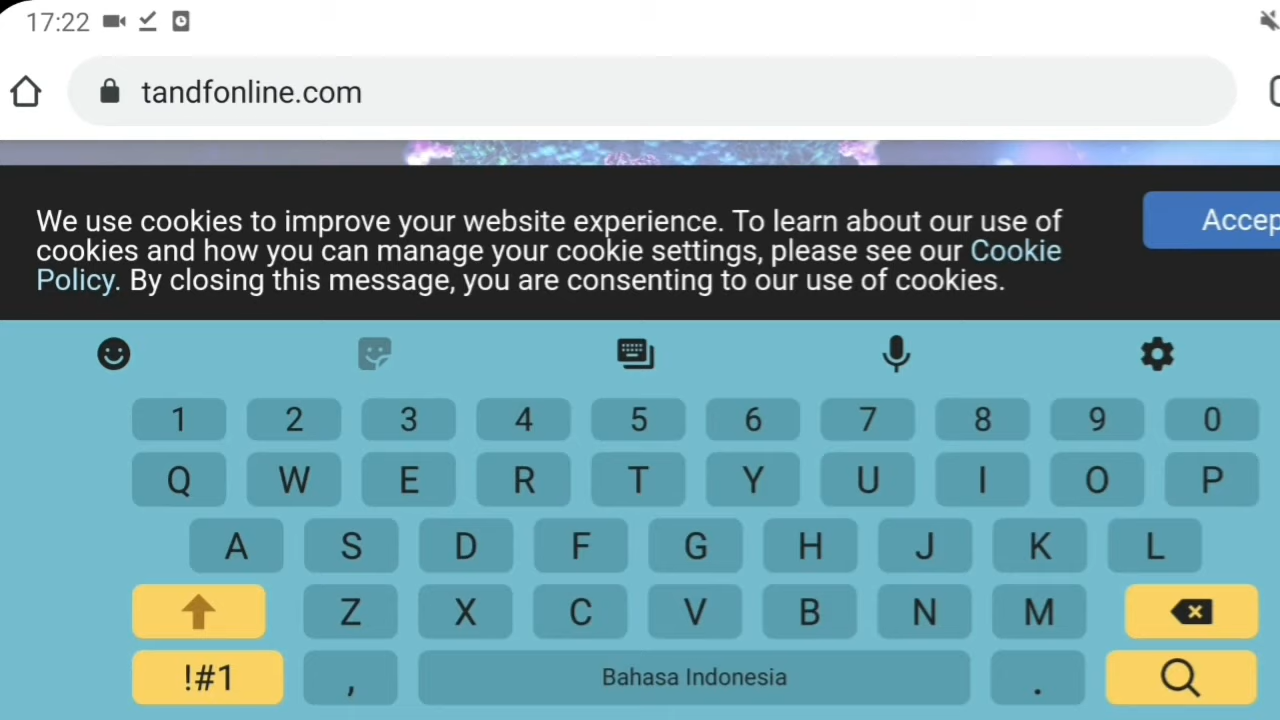 17:22
tandfonline.com
We use cookies to improve your website experience. To learn about our use of
cookies and how you can manage your cookie settings, please see our Cookie
Policy. By closing this message, you are consenting to our use of cookies.
Accep
1 2 3 4 5 6 7 8 9 0
Q W E R T Y U I O P
A S D F G H J K L
Z X C V B N M
!#1 , Bahasa Indonesia .